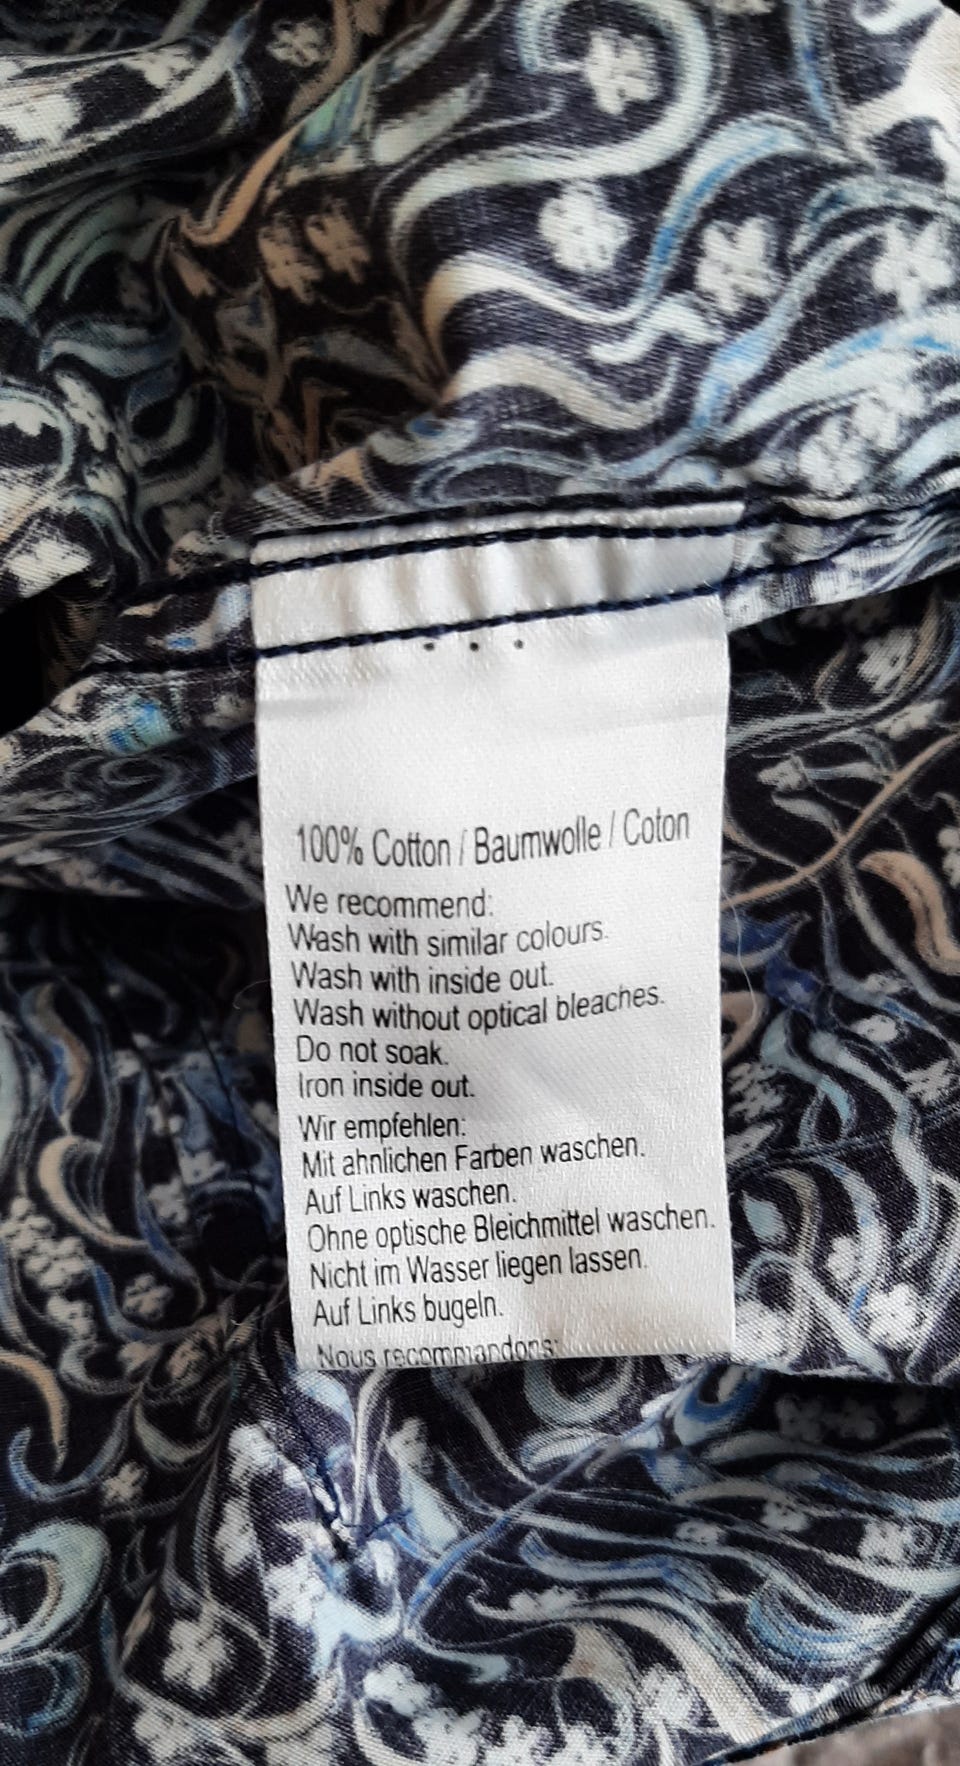 100% Cotton / Baumwolle / Coton
We recommend:
Wash with similar colours.
Wash with inside out.
Wash without optical bleaches.
Do not soak.
Iron inside out.
Wir empfehlen:
Mit ahnlichen Farben waschen.
Auf Links waschen.
Ohne optische Bleichmittel waschen.
Nicht im Wasser liegen lassen.
Auf Links bugeln.
Nous recommandons: